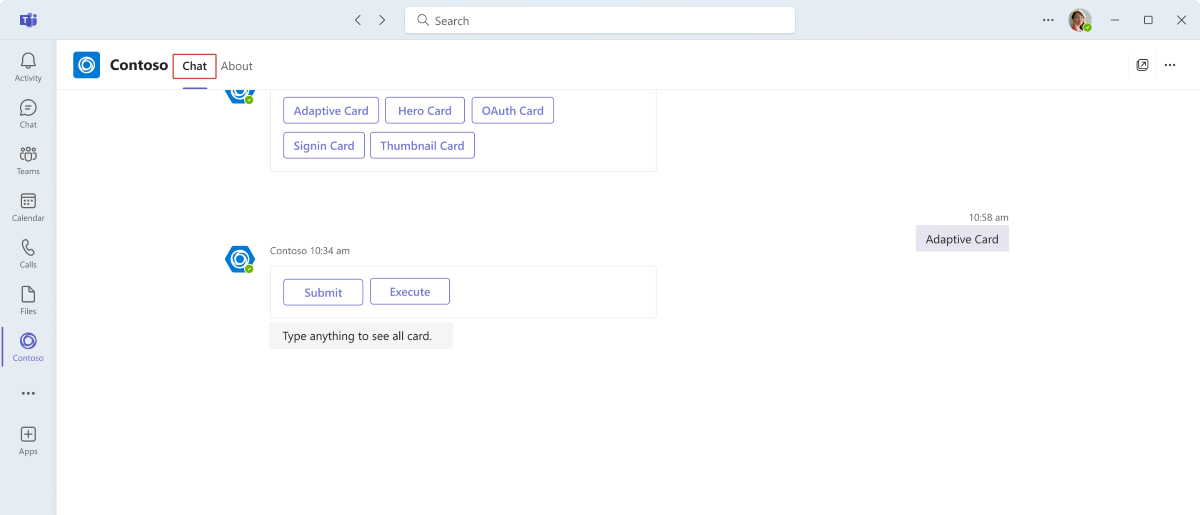 Search
Activity
Chat
Teams
Calendar
Calls
Files
Contoso
Apps
Contoso Chat About
Adaptive Card Hero Card OAuth Card
Signin Card Thumbnail Card
10:58 am
Adaptive Card
Contoso 10:34 am
Submit Execute
Type anything to see all card.